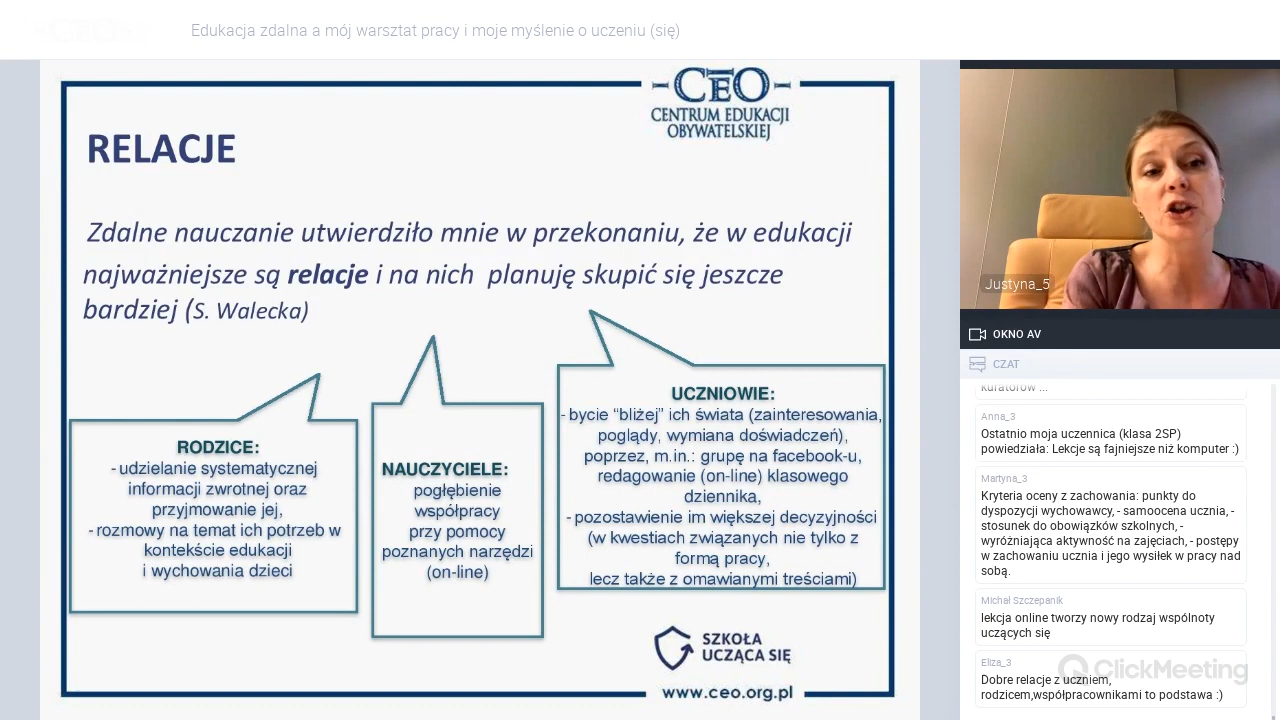 Edukacja zdalna a mój warsztat pracy i moje myślenie o uczeniu (się)
CEO
CENTRUM EDUKACJI
OBYWATELSKIEJ
RELACJE
Zdalne nauczanie utwierdziło mnie w przekonaniu, że w edukacji
najważniejsze są relacje i na nich planuję skupić się jeszcze
bardziej (S. Walecka)
RODZICE:
- udzielanie systematycznej
informacji zwrotnej oraz
przyjmowanie jej,
- rozmowy na temat ich potrzeb w
kontekście edukacji
i wychowania dzieci
NAUCZYCIELE:
pogłębienie
współpracy
przy pomocy
poznanych narzędzi
(on-line)
UCZNIOWIE:
- bycie “bliżej” ich świata (zainteresowania,
poglądy, wymiana doświadczeń),
poprzez, m.in.: grupę na facebook-u,
redagowanie (on-line) klasowego
dziennika,
- pozostawienie im większej decyzyjności
(w kwestiach związanych nie tylko z
formą pracy,
lecz także z omawianymi treściami)
SZKOŁA
UCZĄCA SIĘ
www.ceo.org.pl
Justyna_5
OKNO AV
CZAT
kuratorów ...
Anna_3
Ostatnio moja uczennica (klasa 2SP)
powiedziała: Lekcje są fajniejsze niż komputer :)
Martyna_3
Kryteria oceny z zachowania: punkty do
dyspozycji wychowawcy, - samoocena ucznia, -
stosunek do obowiązków szkolnych, -
wyróżniająca aktywność na zajęciach, - postępy
w zachowaniu ucznia i jego wysiłek w pracy nad
sobą.
Michał Szczepanik
lekcja online tworzy nowy rodzaj wspólnoty
uczących się
Eliza_3
Dobre relacje z uczniem,
rodzicem,współpracownikami to podstawa :)
ClickMeeting